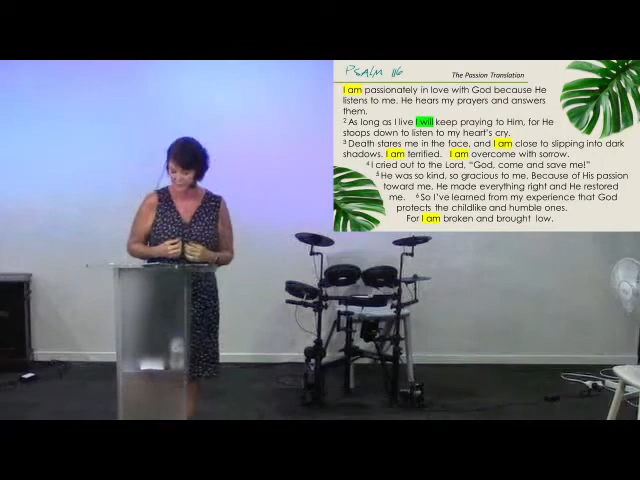 PSALM 116
The Passion Translation
I am passionately in love with God because He
listens to me. He hears my prayers and answers
them.
2 As long as I live I will keep praying to Him, for He
stoops down to listen to my heart's cry.
3 Death stares me in the face, and I am close to slipping into dark
shadows. I am terrified. I am overcome with sorrow.
4 I cried out to the Lord, "God, come and save me!"
5 He was so kind, so gracious to me. Because of His passion
toward me, He made everything right and He restored
me. 6 So I've learned from my experience that God
protects the childlike and humble ones.
For I am broken and brought low.